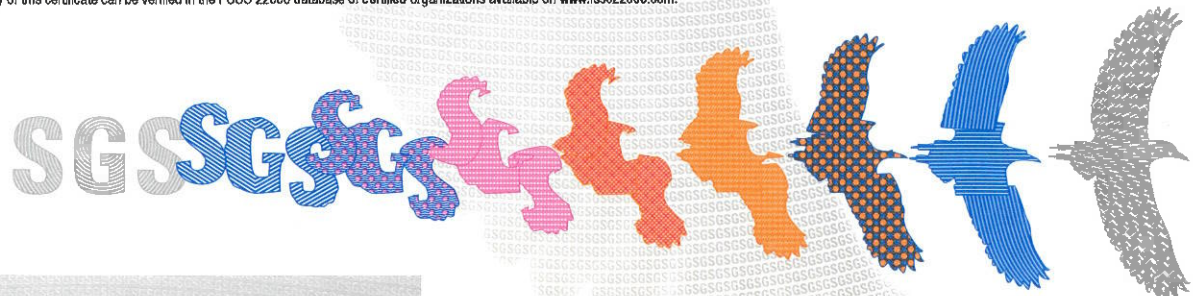 y of this certificate can be verified in the FSSC 22000 database of certified organizations available on www.fssc22000.com.
SGS SGS SGS